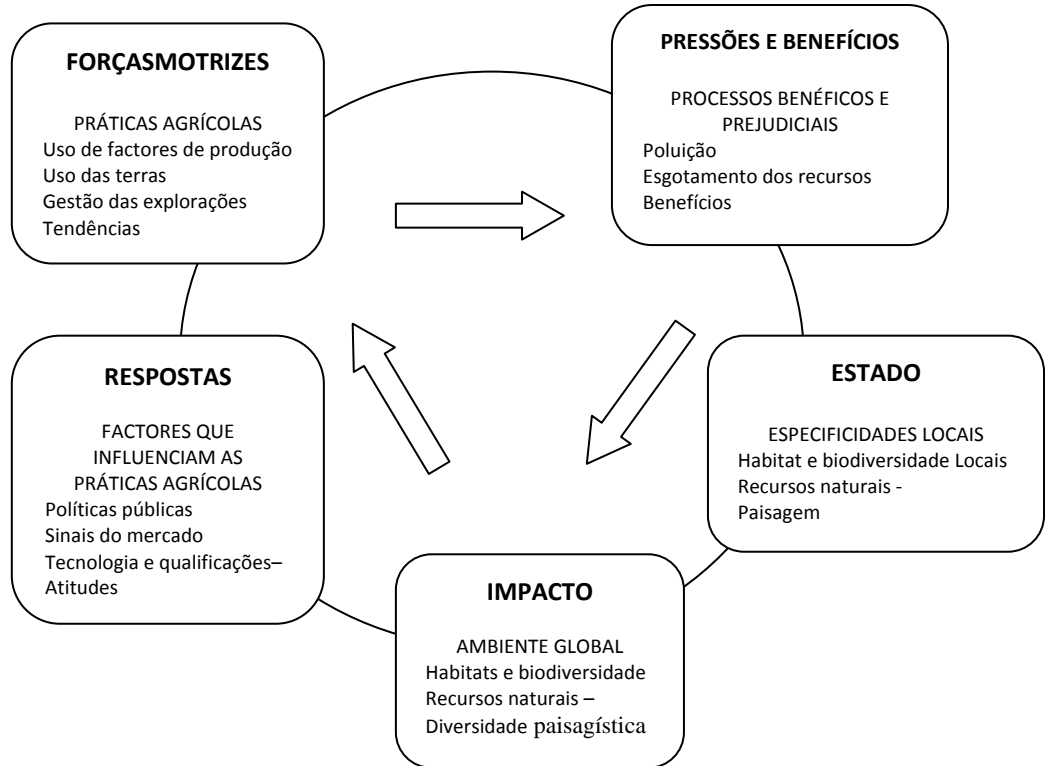 FORÇASMOTRIZES
PRÁTICAS AGRÍCOLAS
Uso de factores de produção
Uso das terras
Gestão das explorações
Tendências
PRESSÕES E BENEFÍCIOS
PROCESSOS BENÉFICOS E
PREJUDICIAIS
Poluição
Esgotamento dos recursos
Benefícios
ESTADO
ESPECIFICIDADES LOCAIS
Habitat e biodiversidade Locais
Recursos naturais -
Paisagem
IMPACTO
AMBIENTE GLOBAL
Habitats e biodiversidade
Recursos naturais –
Diversidade paisagística
RESPOSTAS
FACTORES QUE
INFLUENCIAM AS
PRÁTICAS AGRÍCOLAS
Políticas públicas
Sinais do mercado
Tecnologia e qualificações–
Atitudes